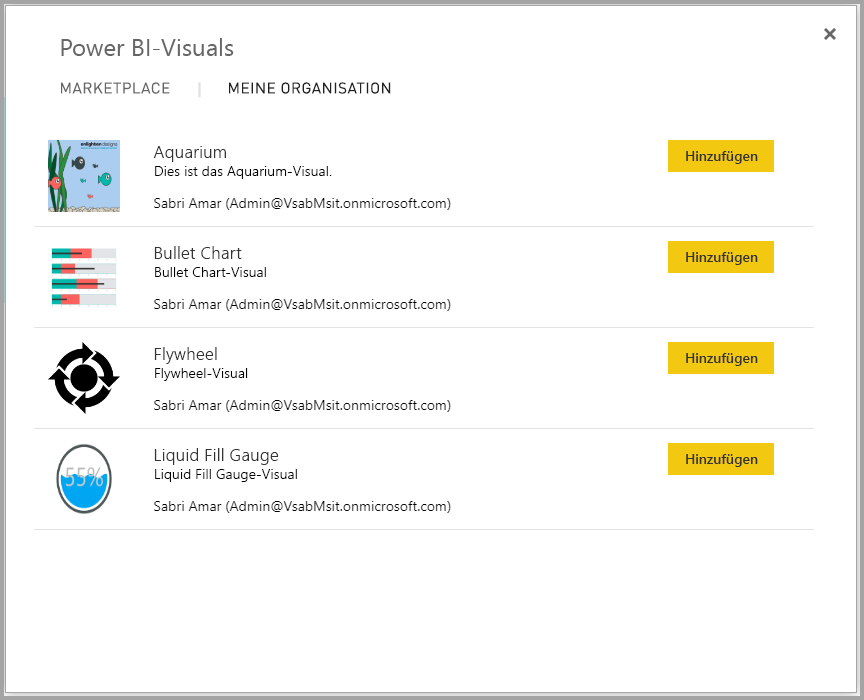 Power BI-Visuals
MARKETPLACE | MEINE ORGANISATION
enlighten designs
Aquarium
Hinzufügen
Dies ist das Aquarium-Visual.
Sabri Amar (Admin@VsabMsit.onmicrosoft.com)
Bullet Chart
Hinzufügen
Bullet Chart-Visual
Sabri Amar (Admin@VsabMsit.onmicrosoft.com)
Flywheel
Hinzufügen
Flywheel-Visual
Sabri Amar (Admin@VsabMsit.onmicrosoft.com)
55%
Liquid Fill Gauge
Hinzufügen
Liquid Fill Gauge-Visual
Sabri Amar (Admin@VsabMsit.onmicrosoft.com)